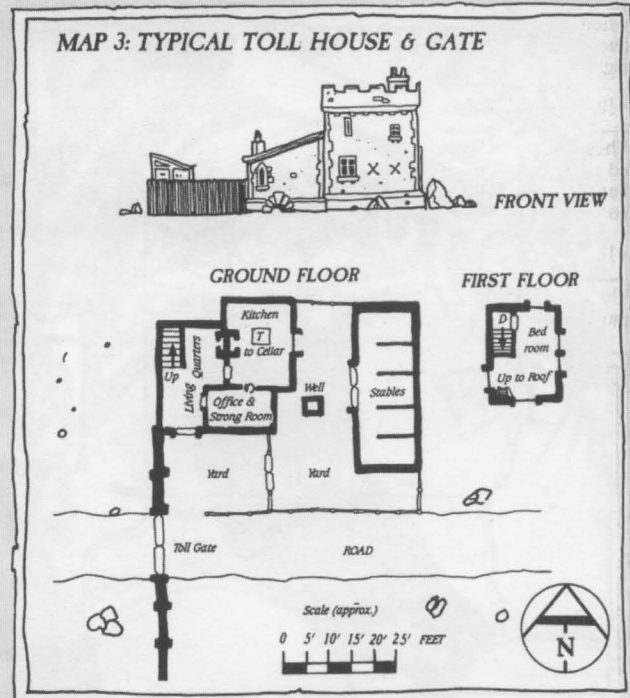 MAP 3: TYPICAL TOLL HOUSE & GATE
FRONT VIEW
GROUND FLOOR
FIRST FLOOR
Kitchen
T
to Cellar
Living Quarters
Up
Office &
Strong Room
Well
Stables
D
Bed
room
Up to Roof
Yard
Yard
Toll Gate
ROAD
Scale (approx.)
0 5' 10' 15' 20' 25' FEET
N